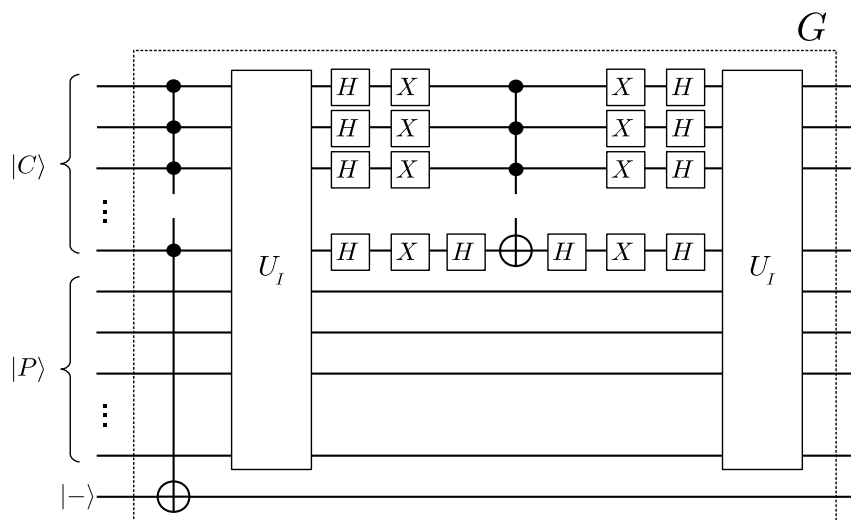 G
H X X H
H X X H
|C⟩ H X X H
⋮
H X H H X H
U_I U_I
|P⟩
⋮
|−⟩